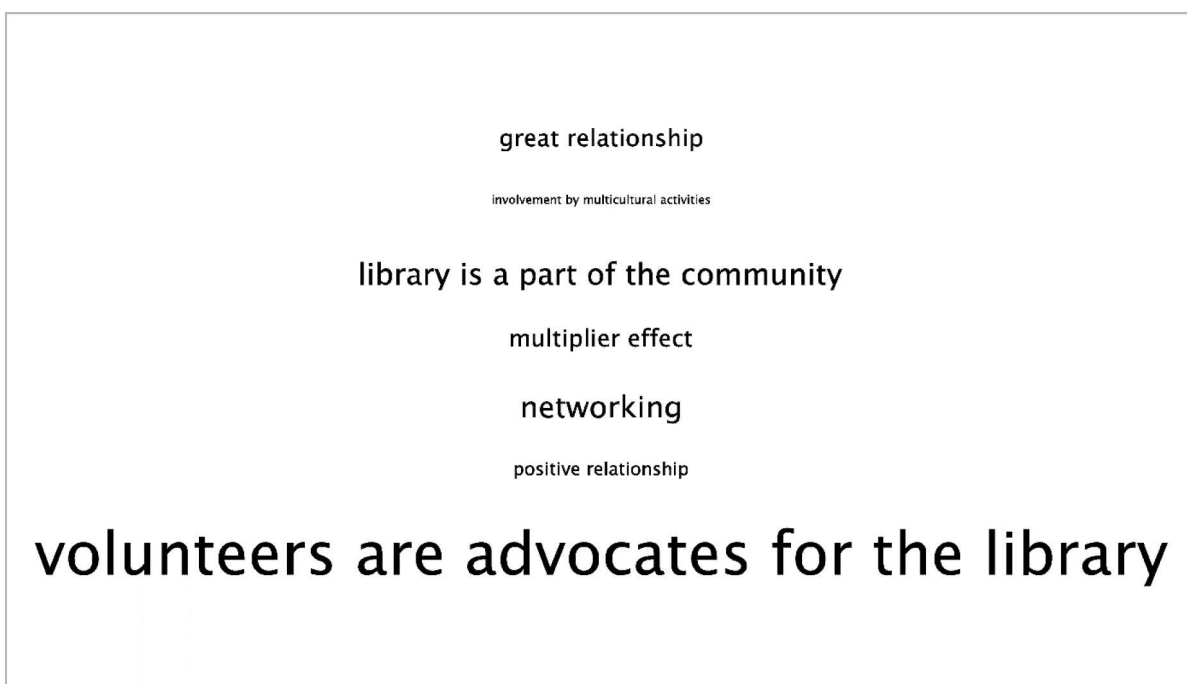 great relationship
involvement by multicultural activities
library is a part of the community
multiplier effect
networking
positive relationship
volunteers are advocates for the library